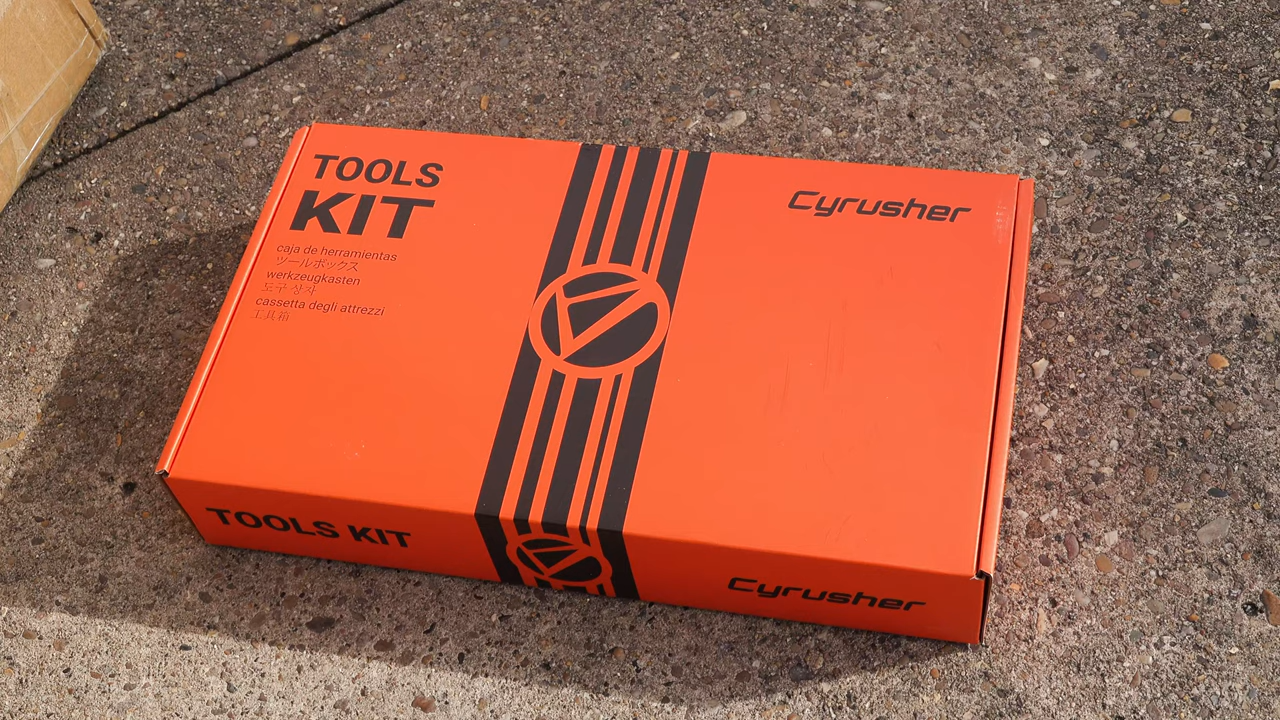 TOOLS
KIT
caja de herramientas
ツールボックス
werkzeugkasten
도구 상자
cassetta degli attrezzi
工具箱
Cyrusher
TOOLS KIT
Cyrusher